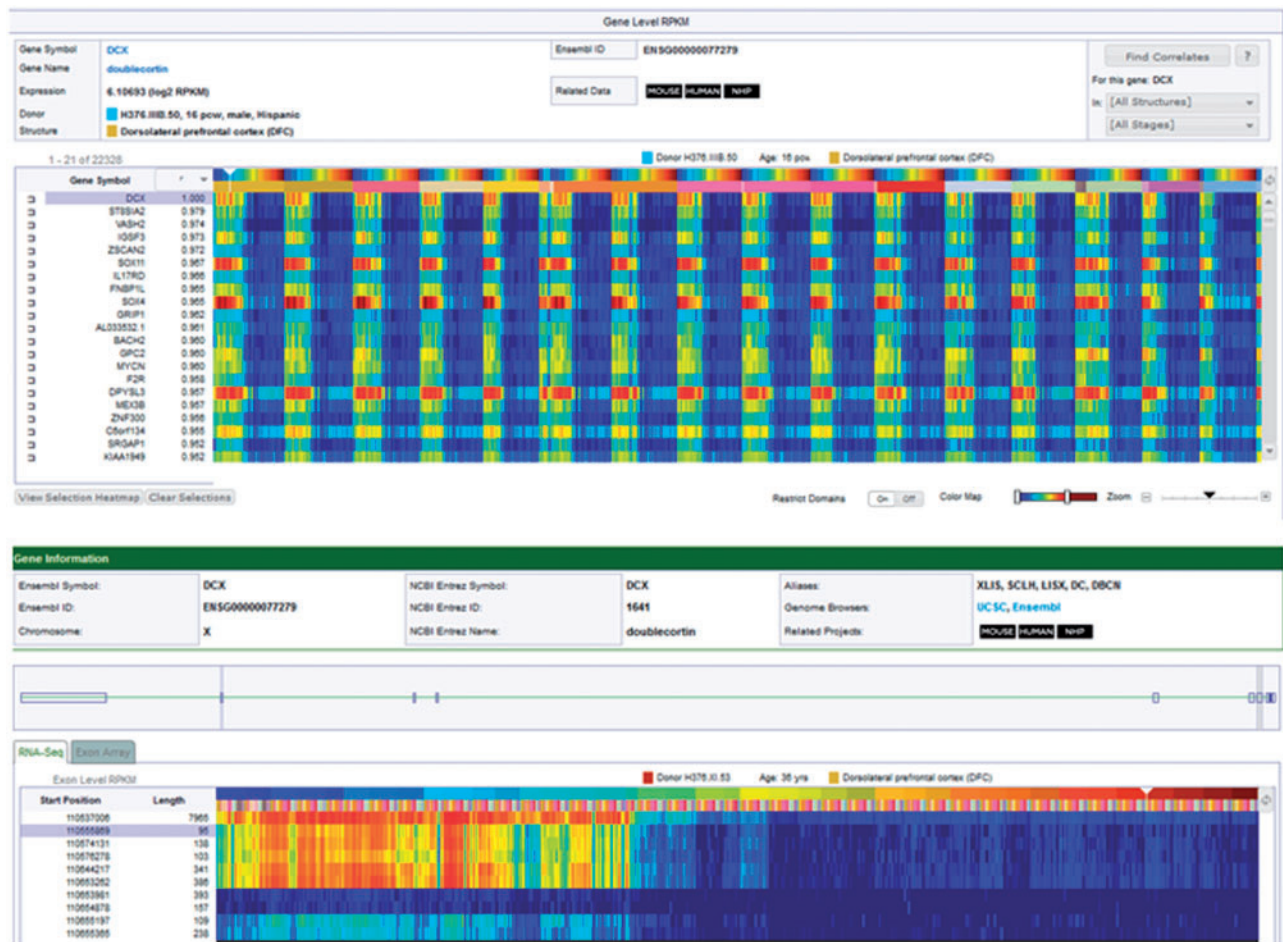 Gene Level RPKM
Gene Symbol DCX Ensembl ID ENSG00000077279 Find Correlates ?
Gene Name doublecortin For this gene: DCX
Expression 6.10693 (log2 RPKM) Related Data MOUSE HUMAN NHP In: [All Structures]
Donor H376.IIIB.50, 16 pcw, male, Hispanic [All Stages]
Structure Dorsolateral prefrontal cortex (DFC)
1 - 21 of 22328 Donor H376.IIIB.50 Age: 16 pcw Dorsolateral prefrontal cortex (DFC)
Gene Symbol r
DCX 1.000
ST8SIA2 0.979
VASH2 0.974
IGSF3 0.973
ZSCAN2 0.972
SOX11 0.967
IL17RD 0.966
FNBP1L 0.965
SOX4 0.965
GRIP1 0.962
AL033532.1 0.961
BACH2 0.960
GPC2 0.960
MYCN 0.960
F2R 0.958
DPYSL3 0.957
MEX3B 0.957
ZNF300 0.956
C6orf134 0.955
SRGAP1 0.952
KIAA1949 0.952
View Selection Heatmap Clear Selections Restrict Domains On Off Color Map Zoom
Gene Information
Ensembl Symbol: DCX NCBI Entrez Symbol: DCX Aliases: XLIS, SCLH, LISX, DC, DBCN
Ensembl ID: ENSG00000077279 NCBI Entrez ID: 1641 Genome Browsers: UCSC, Ensembl
Chromosome: X NCBI Entrez Name: doublecortin Related Projects: MOUSE HUMAN NHP
RNA-Seq Exon Array
Exon Level RPKM Donor H376.XI.53 Age: 36 yrs Dorsolateral prefrontal cortex (DFC)
Start Position Length
110537006 7966
95
110574131 138
110576278 103
110644217 341
110653262 386
110653981 393
110654878 157
110655197 109
110655365 238